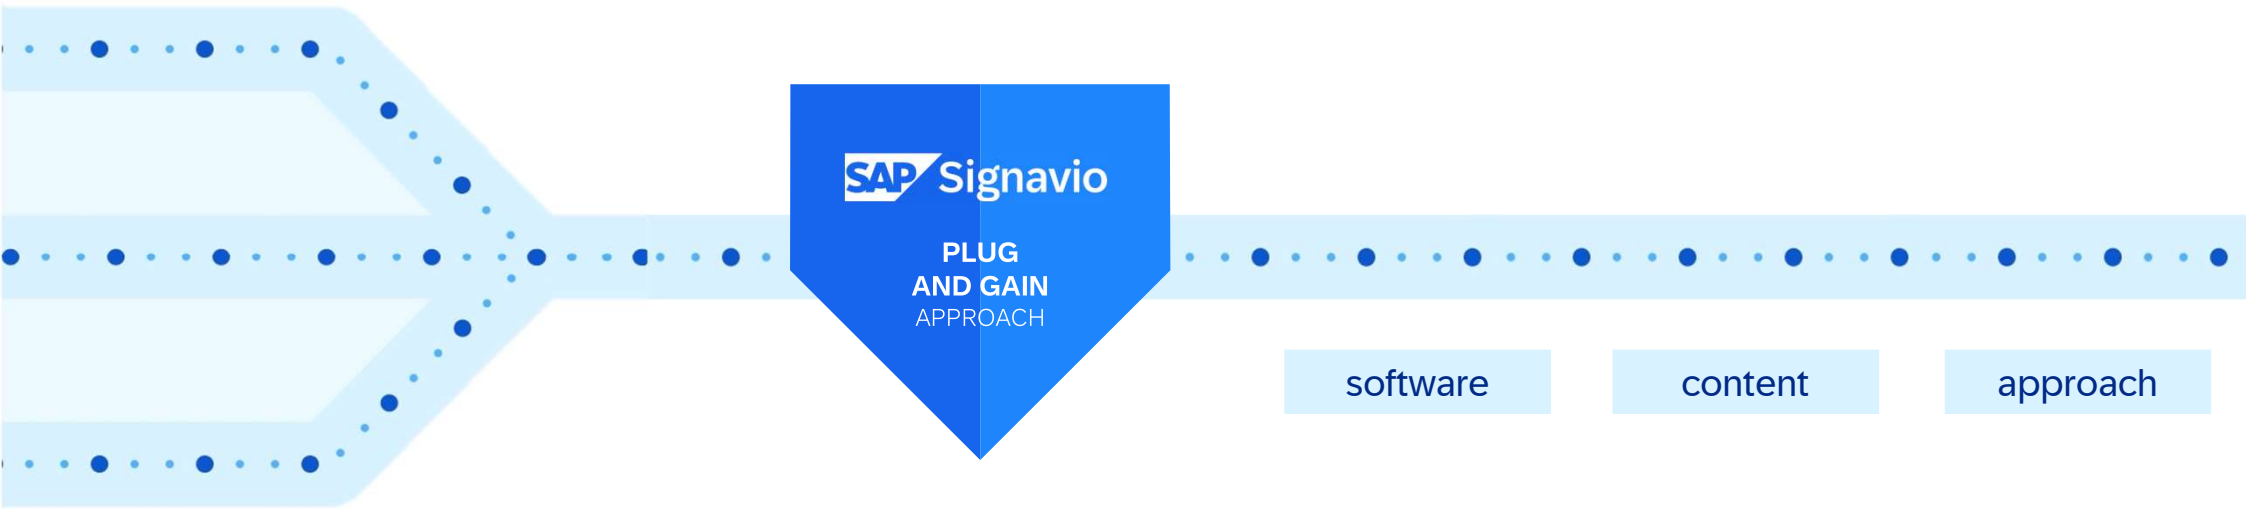 SAP Signavio
PLUG
AND GAIN
APPROACH
software
content
approach